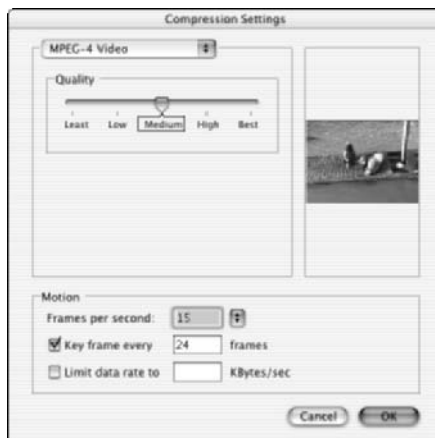 Compression Settings
MPEG-4 Video
Quality
Least Low Medium High Best
Motion
Frames per second: 15
Key frame every 24 frames
Limit data rate to KBytes/sec
Cancel OK